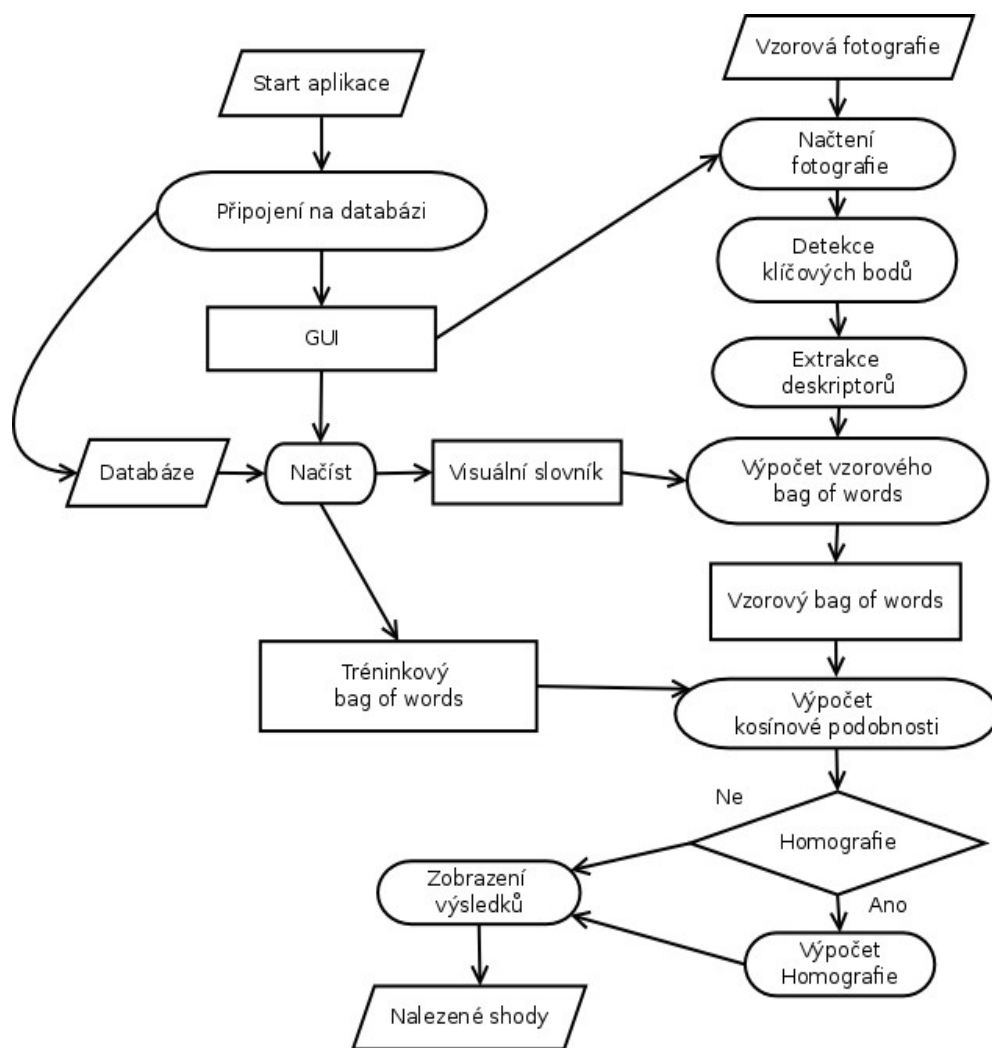 Vzorová fotografie
Start aplikace
Načtení
fotografie
Připojení na databázi
Detekce
klíčových bodů
GUI
Extrakce
deskriptorů
Databáze
Načíst
Visuální slovník
Výpočet vzorového
bag of words
Vzorový bag of words
Tréninkový
bag of words
Výpočet
kosínové podobnosti
Ne
Homografie
Zobrazení
výsledků
Ano
Výpočet
Homografie
Nalezené shody